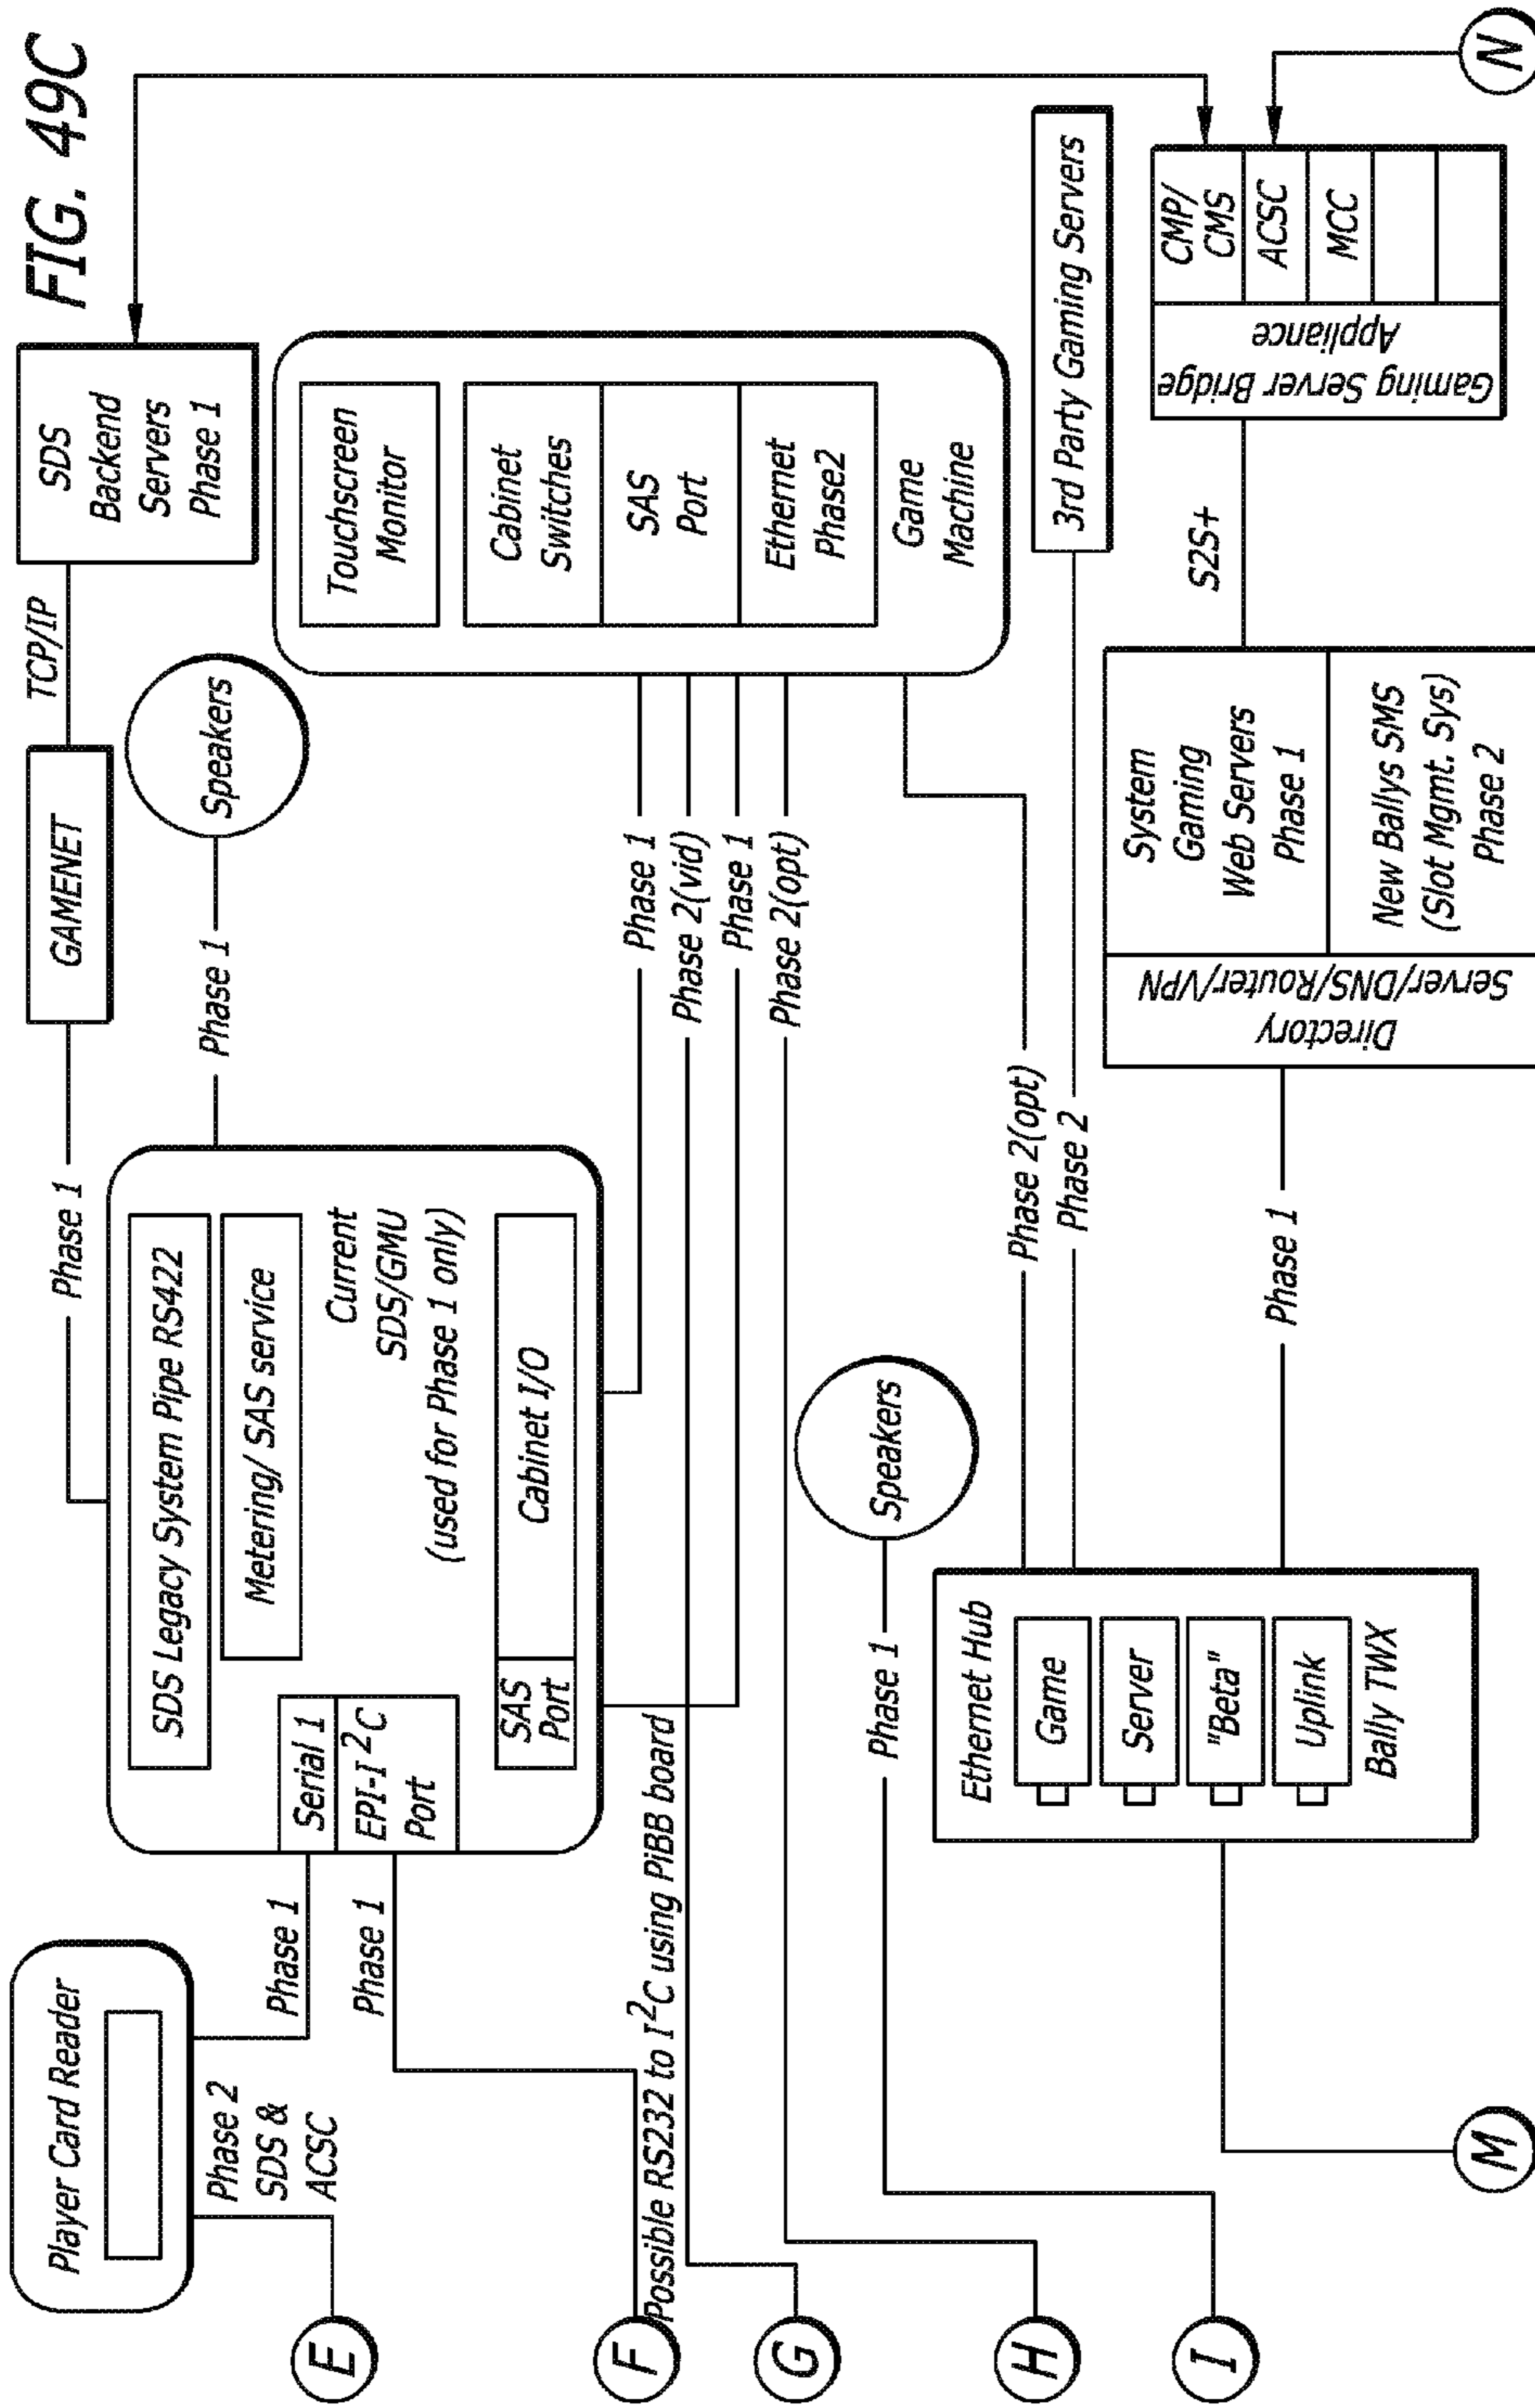 FIG. 49C
Player Card Reader
Phase 2
SDS &
ACSC
Phase 1
Phase 1
E
F
Possible RS232 to I²C using PiBB board
G
H
I
M
N
SDS Legacy System Pipe RS422
Metering/ SAS service
Serial 1
EPI-I²C
Port
Current
SDS/GMU
(used for Phase 1 only)
SAS
Port
Cabinet I/O
Phase 1
GAMENET
TCP/IP
SDS
Backend
Servers
Phase 1
Phase 1
Speakers
Touchscreen
Monitor
Cabinet
Switches
SAS
Port
Ethernet
Phase2
Game
Machine
Phase 1
Phase 2(vid)
Phase 1
Phase 2(opt)
Phase 1
Speakers
Phase 2(opt)
Phase 2
3rd Party Gaming Servers
Ethernet Hub
Game
Server
"Beta"
Uplink
Bally TWX
Phase 1
Directory
Server/DNS/Router/VPN
System
Gaming
Web Servers
Phase 1
New Ballys SMS
(Slot Mgmt. Sys)
Phase 2
S2S+
Gaming Server Bridge
Appliance
CMP/
CMS
ACSC
MCC